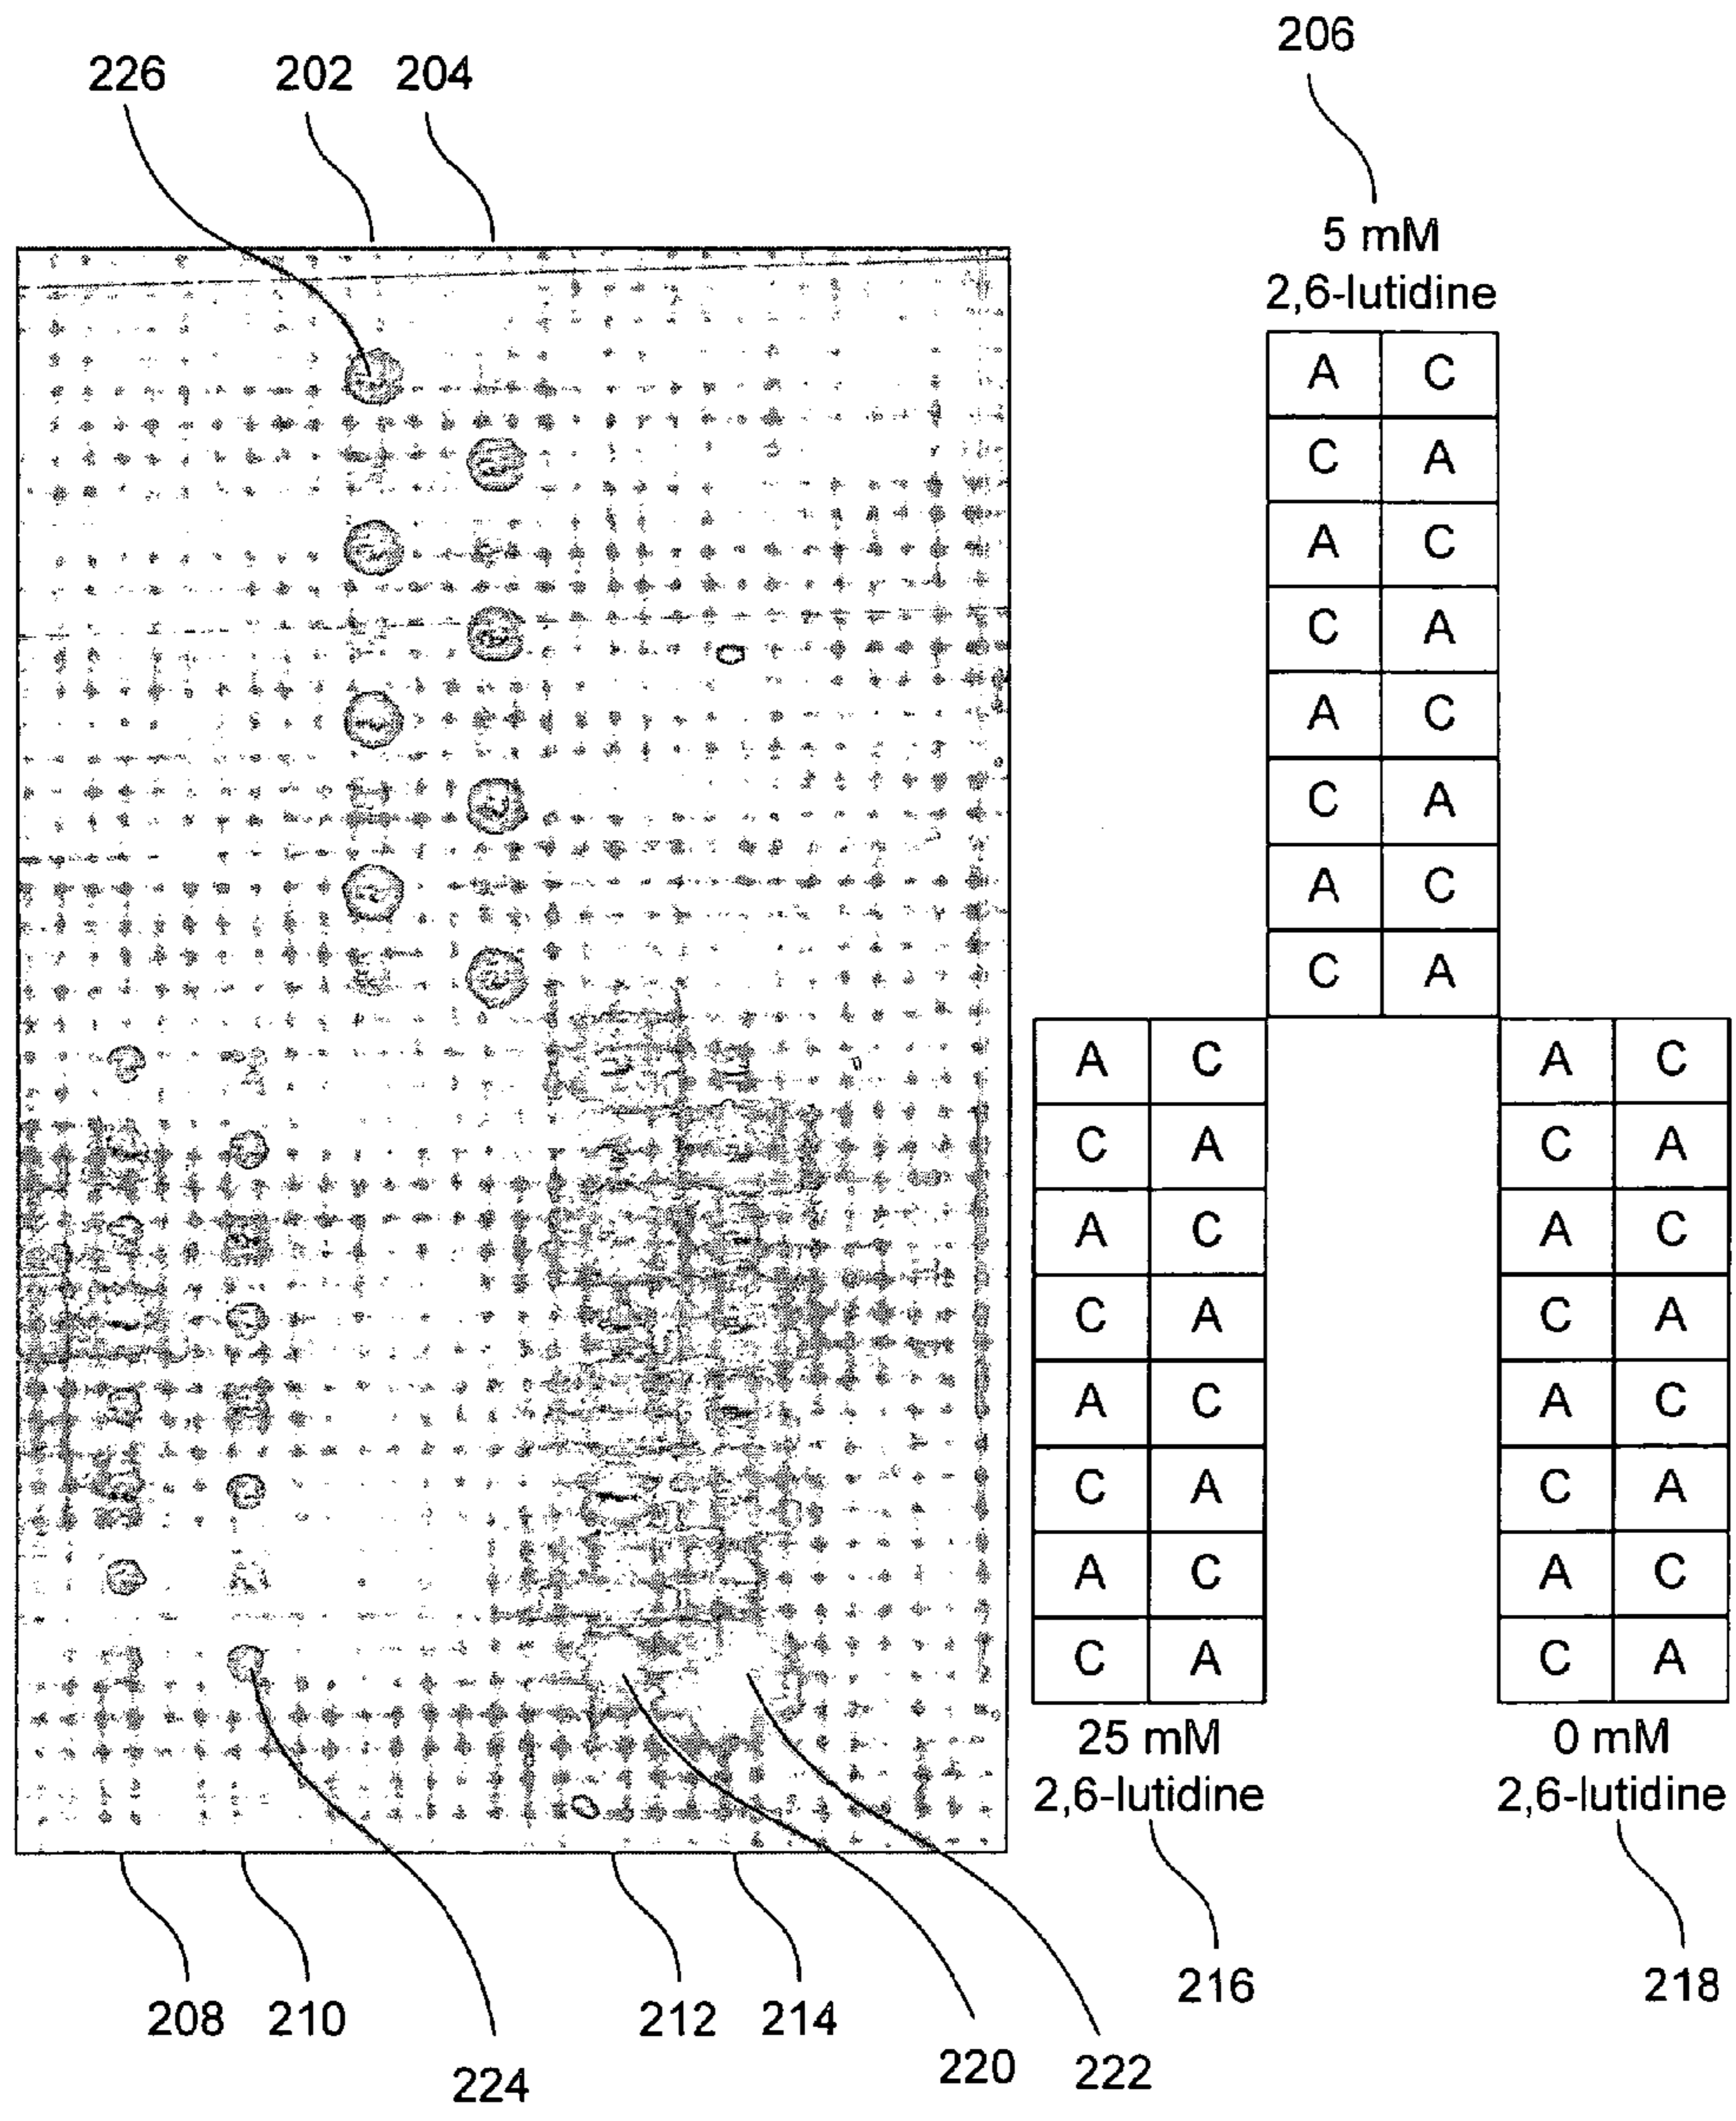 206
226 202 204
5 mM
2,6-lutidine
A C
C A
A C
C A
A C
C A
A C
C A
A C A C
C A C A
A C A C
C A C A
A C A C
C A C A
A C A C
C A C A
25 mM 0 mM
2,6-lutidine 2,6-lutidine
216 218
208 210 212 214
220 222
224